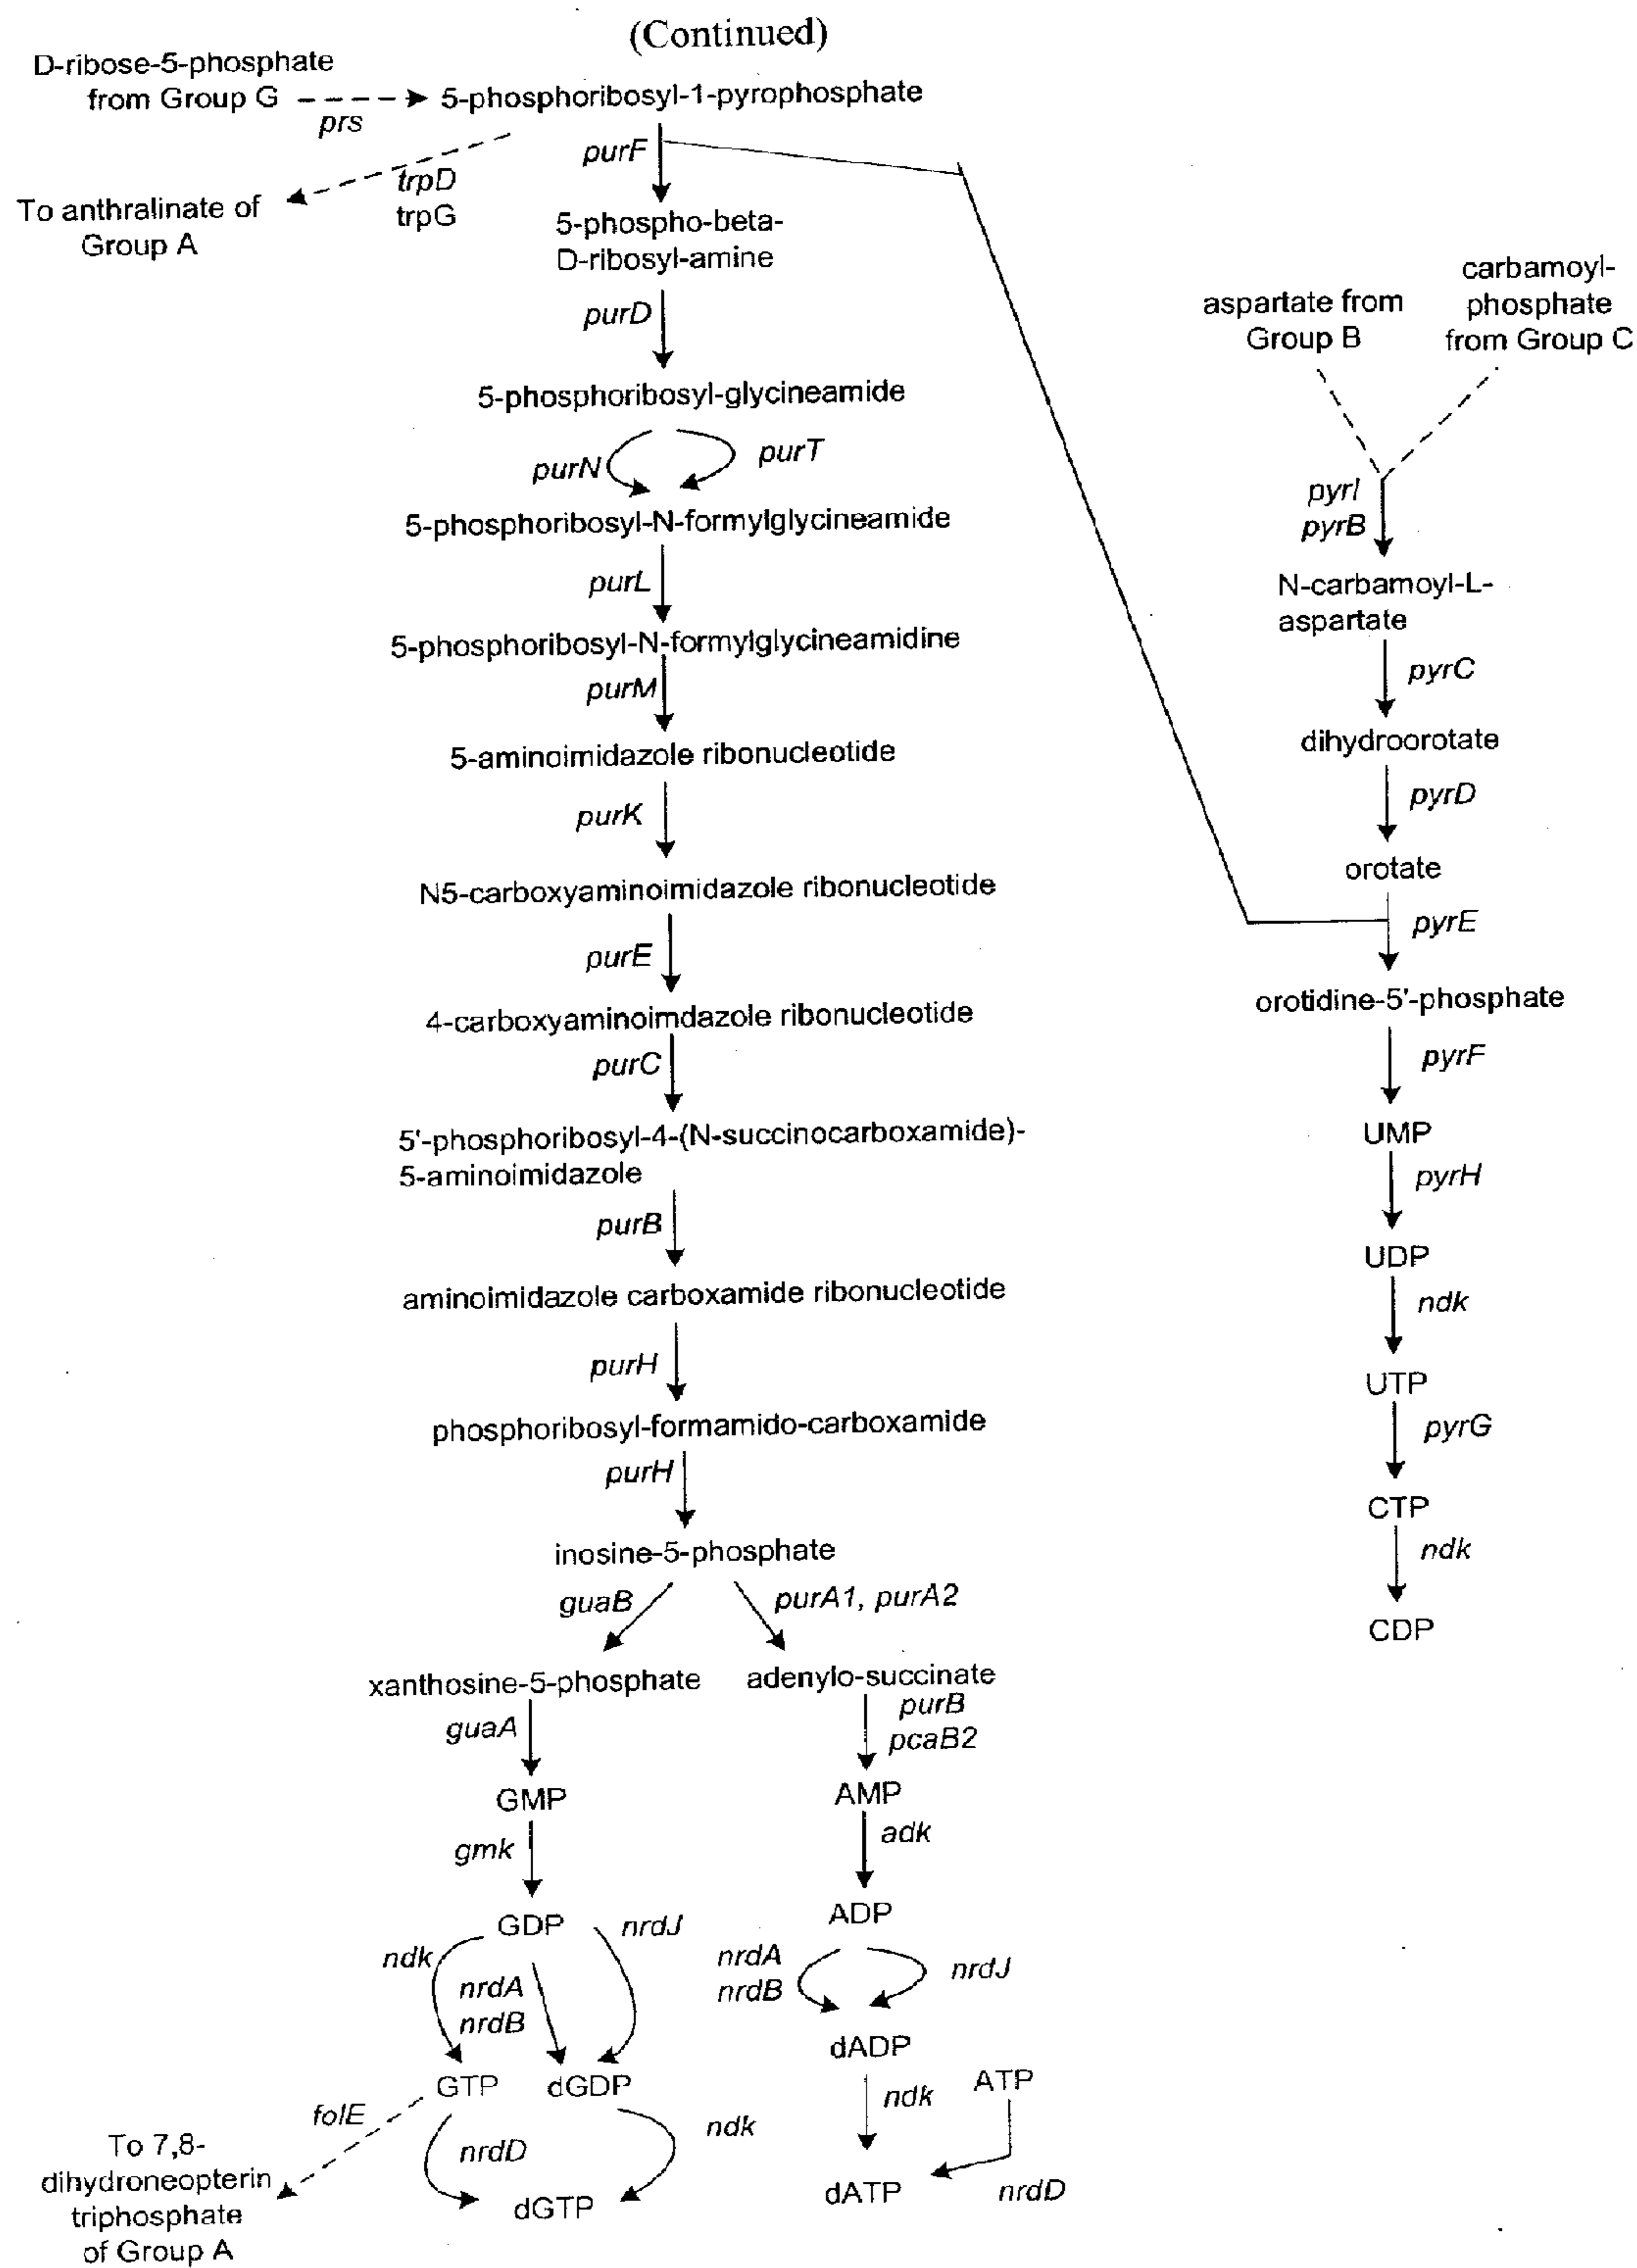 (Continued)
D-ribose-5-phosphate
from Group G
prs
5-phosphoribosyl-1-pyrophosphate
purF
trpD
trpG
To anthralinate of
Group A
5-phospho-beta-
D-ribosyl-amine
purD
5-phosphoribosyl-glycineamide
purN
purT
5-phosphoribosyl-N-formylglycineamide
purL
5-phosphoribosyl-N-formylglycineamidine
purM
5-aminoimidazole ribonucleotide
purK
N5-carboxyaminoimidazole ribonucleotide
purE
4-carboxyaminoimdazole ribonucleotide
purC
5'-phosphoribosyl-4-(N-succinocarboxamide)-
5-aminoimidazole
purB
aminoimidazole carboxamide ribonucleotide
purH
phosphoribosyl-formamido-carboxamide
purH
inosine-5-phosphate
guaB
purA1, purA2
xanthosine-5-phosphate
adenylo-succinate
guaA
purB
pcaB2
GMP
AMP
gmk
adk
GDP
ADP
ndk
nrdA
nrdB
nrdJ
nrdA
nrdB
nrdJ
GTP
dGDP
dADP
ATP
folE
nrdD
ndk
ndk
nrdD
To 7,8-
dihydroneopterin
triphosphate
of Group A
dGTP
dATP
aspartate from
Group B
carbamoyl-
phosphate
from Group C
pyrI
pyrB
N-carbamoyl-L-
aspartate
pyrC
dihydroorotate
pyrD
orotate
pyrE
orotidine-5'-phosphate
pyrF
UMP
pyrH
UDP
ndk
UTP
pyrG
CTP
ndk
CDP